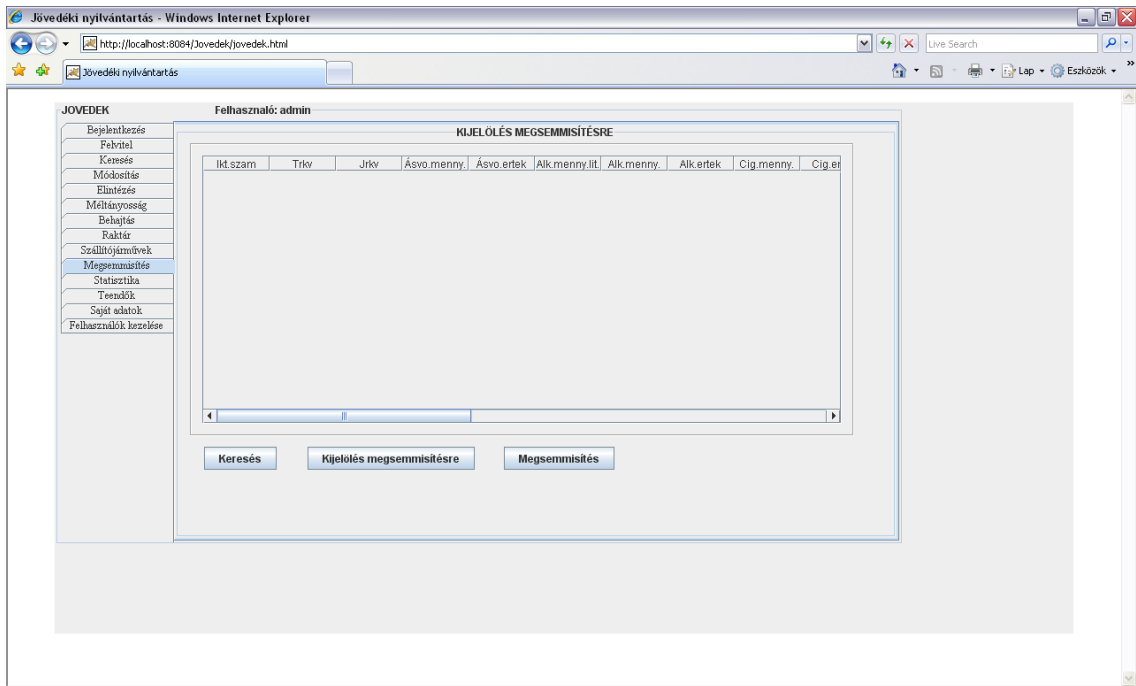 Jövedéki nyilvántartás - Windows Internet Explorer
http://localhost:8084/Jovedek/jovedek.html
Live Search
Jövedéki nyilvántartás
Lap
Eszközök
»
JOVEDEK
Felhasznaló: admin
Bejelentkezés
Felvitel
Keresés
Módosítás
Elintézés
Méltányosság
Behajtás
Raktár
Szállítójárművek
Megsemmisítés
Statisztika
Teendők
Saját adatok
Felhasználók kezelése
KIJELÖLÉS MEGSEMMISÍTÉSRE
Ikt.szam Trkv Jrkv Ásvo.menny. Ásvo.ertek Alk.menny.lit. Alk.menny. Alk.ertek Cig.menny. Cig.er
Keresés Kijelölés megsemmisítésre Megsemmisítés